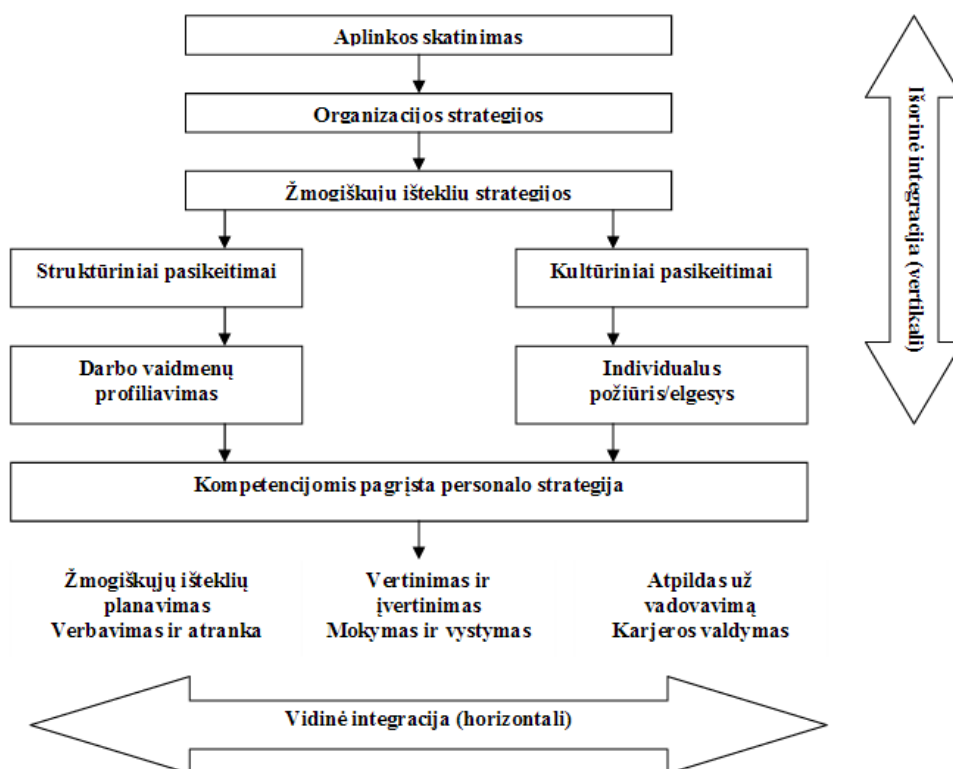 Aplinkos skatinimas
Organizacijos strategijos
Žmogiškuju ištekliu strategijos
Struktūriniai pasikeitimai
Kultūriniai pasikeitimai
Darbo vaidmenų
profiliavimas
Individualus
požiūris/elgesys
Kompetencijomis pagrįsta personalo strategija
Žmogiškųjų išteklių
planavimas
Verbavimas ir atranka
Vertinimas ir
įvertinimas
Mokymas ir vystymas
Atpildas už
vadovavimą
Karjeros valdymas
Vidinė integracija (horizontali)
Išorinė integracija (vertikali)